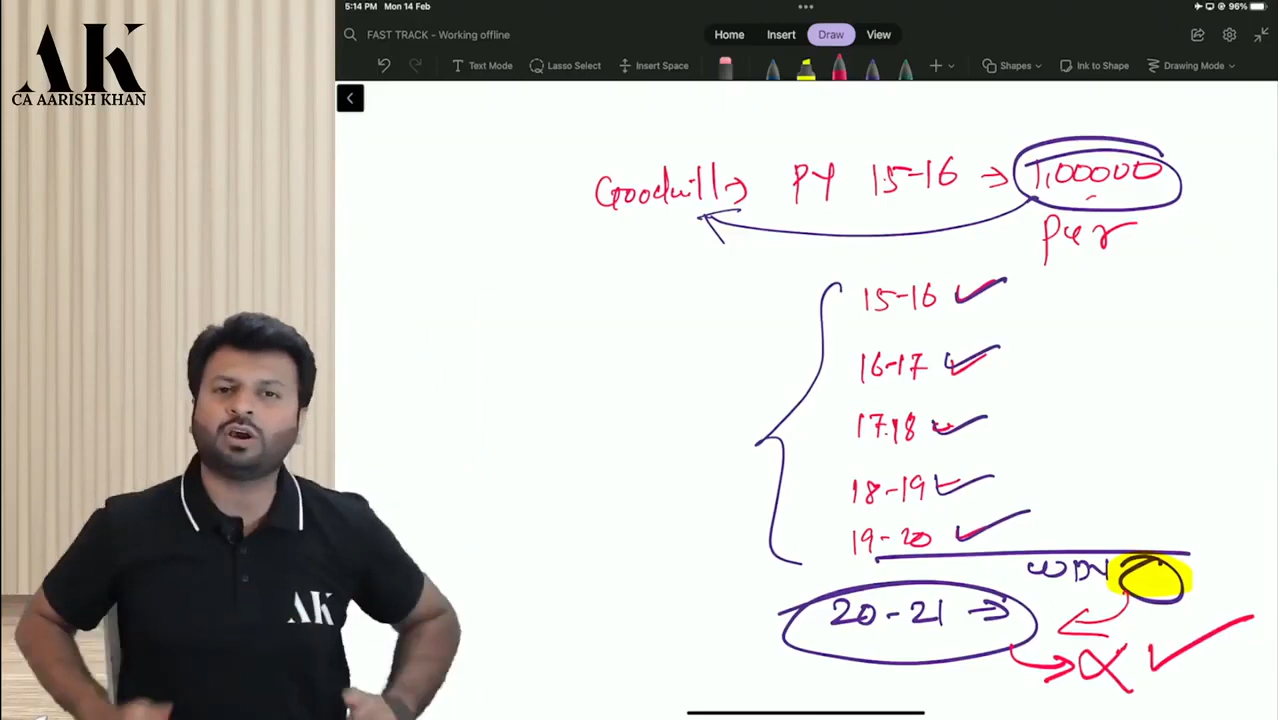 5:14 PM Mon 14 Feb
96%
AK
CA AARISH KHAN
FAST TRACK - Working offline
Home Insert Draw View
Text Mode Lasso Select Insert Space Shapes Ink to Shape Drawing Mode
Goodwill → PY 15-16 → 1,00000
Pur
15-16 ✓
16-17 ✓
17.18 ✓
18-19 ✓
19-20 ✓
WDV
20-21 →
AK